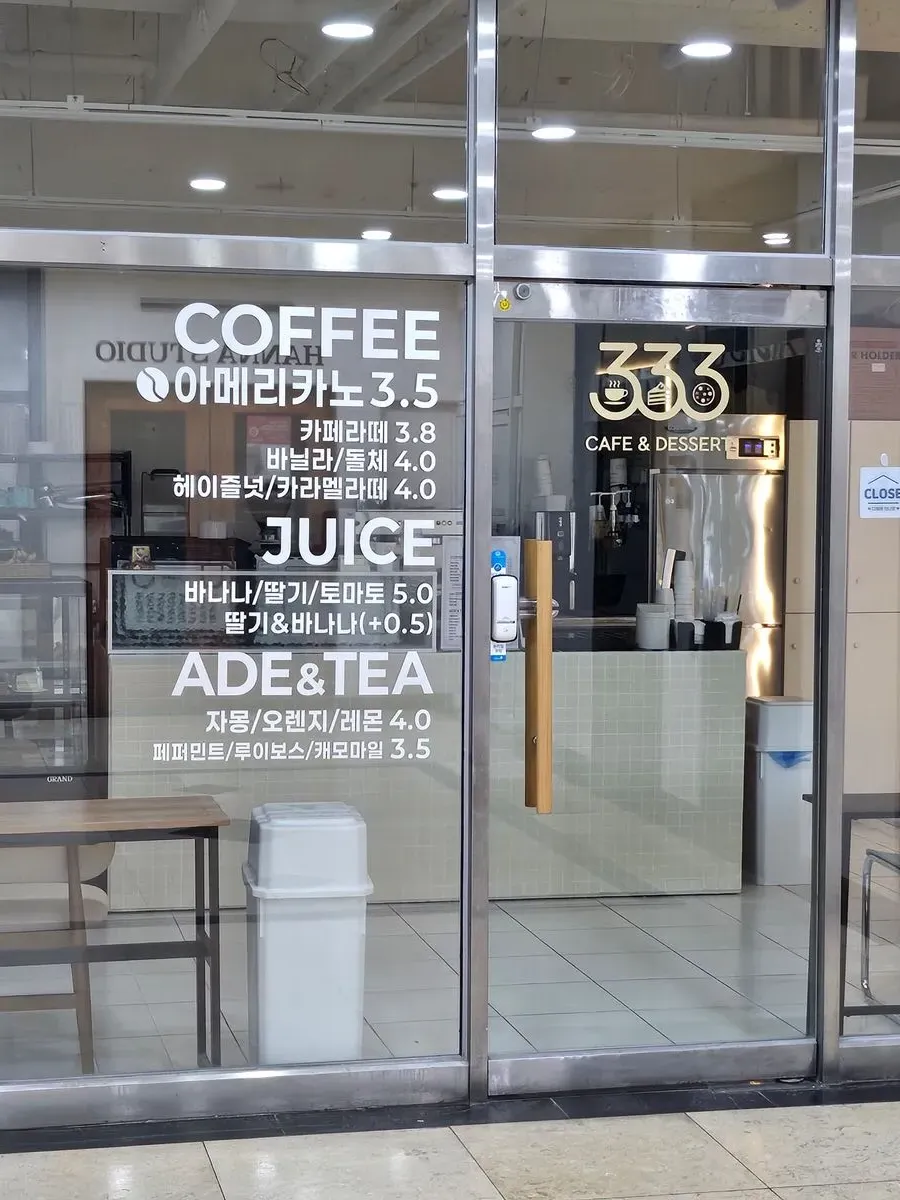 COFFEE
HANNA STUDIO
아메리카노 3.5
카페라떼 3.8
바닐라/돌체 4.0
헤이즐넛/카라멜라떼 4.0
JUICE
바나나/딸기/토마토 5.0
딸기&바나나(+0.5)
ADE&TEA
자몽/오렌지/레몬 4.0
페퍼민트/루이보스/캐모마일 3.5
GRAND
333
CAFE & DESSERT
CLOSE